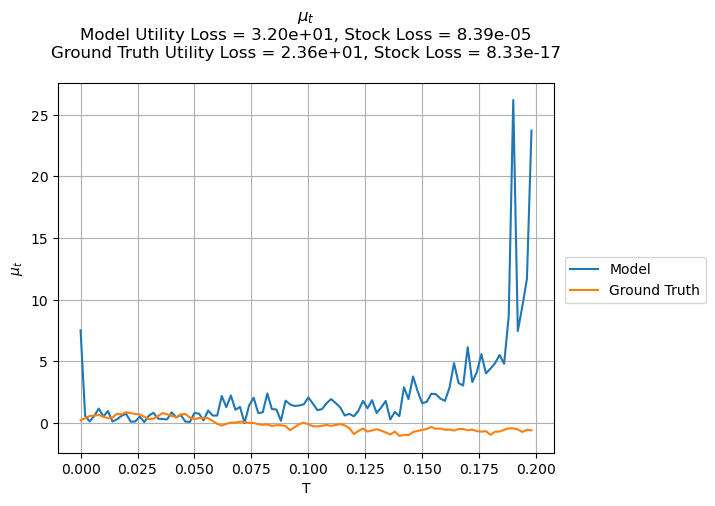 μt
Model Utility Loss = 3.20e+01, Stock Loss = 8.39e-05
Ground Truth Utility Loss = 2.36e+01, Stock Loss = 8.33e-17
25
20
15
10
5
0
μt
0.000 0.025 0.050 0.075 0.100 0.125 0.150 0.175 0.200
T
Model
Ground Truth